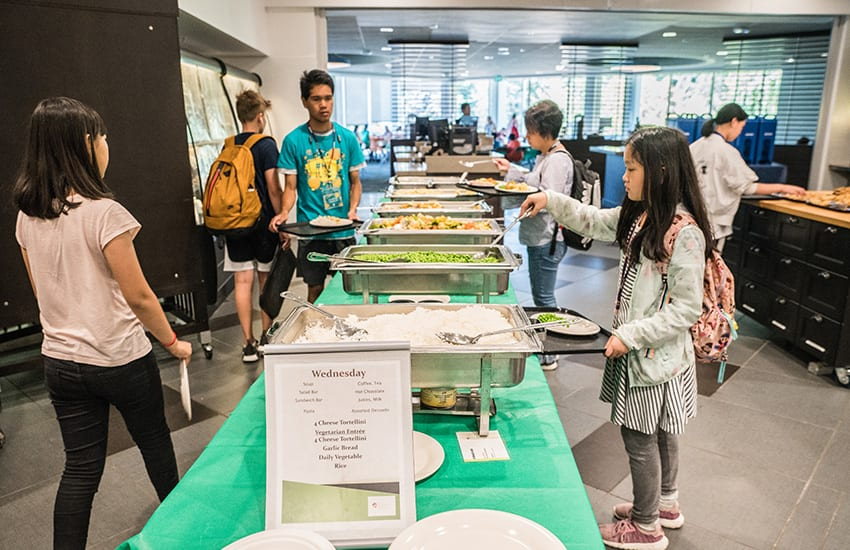 Wednesday
Soup Coffee, Tea
Salad Bar Hot Chocolate
Sandwich Bar Juices, Milk
Pasta Assorted Desserts
4 Cheese Tortellini
Vegetarian Entrée
4 Cheese Tortellini
Garlic Bread
Daily Vegetable
Rice